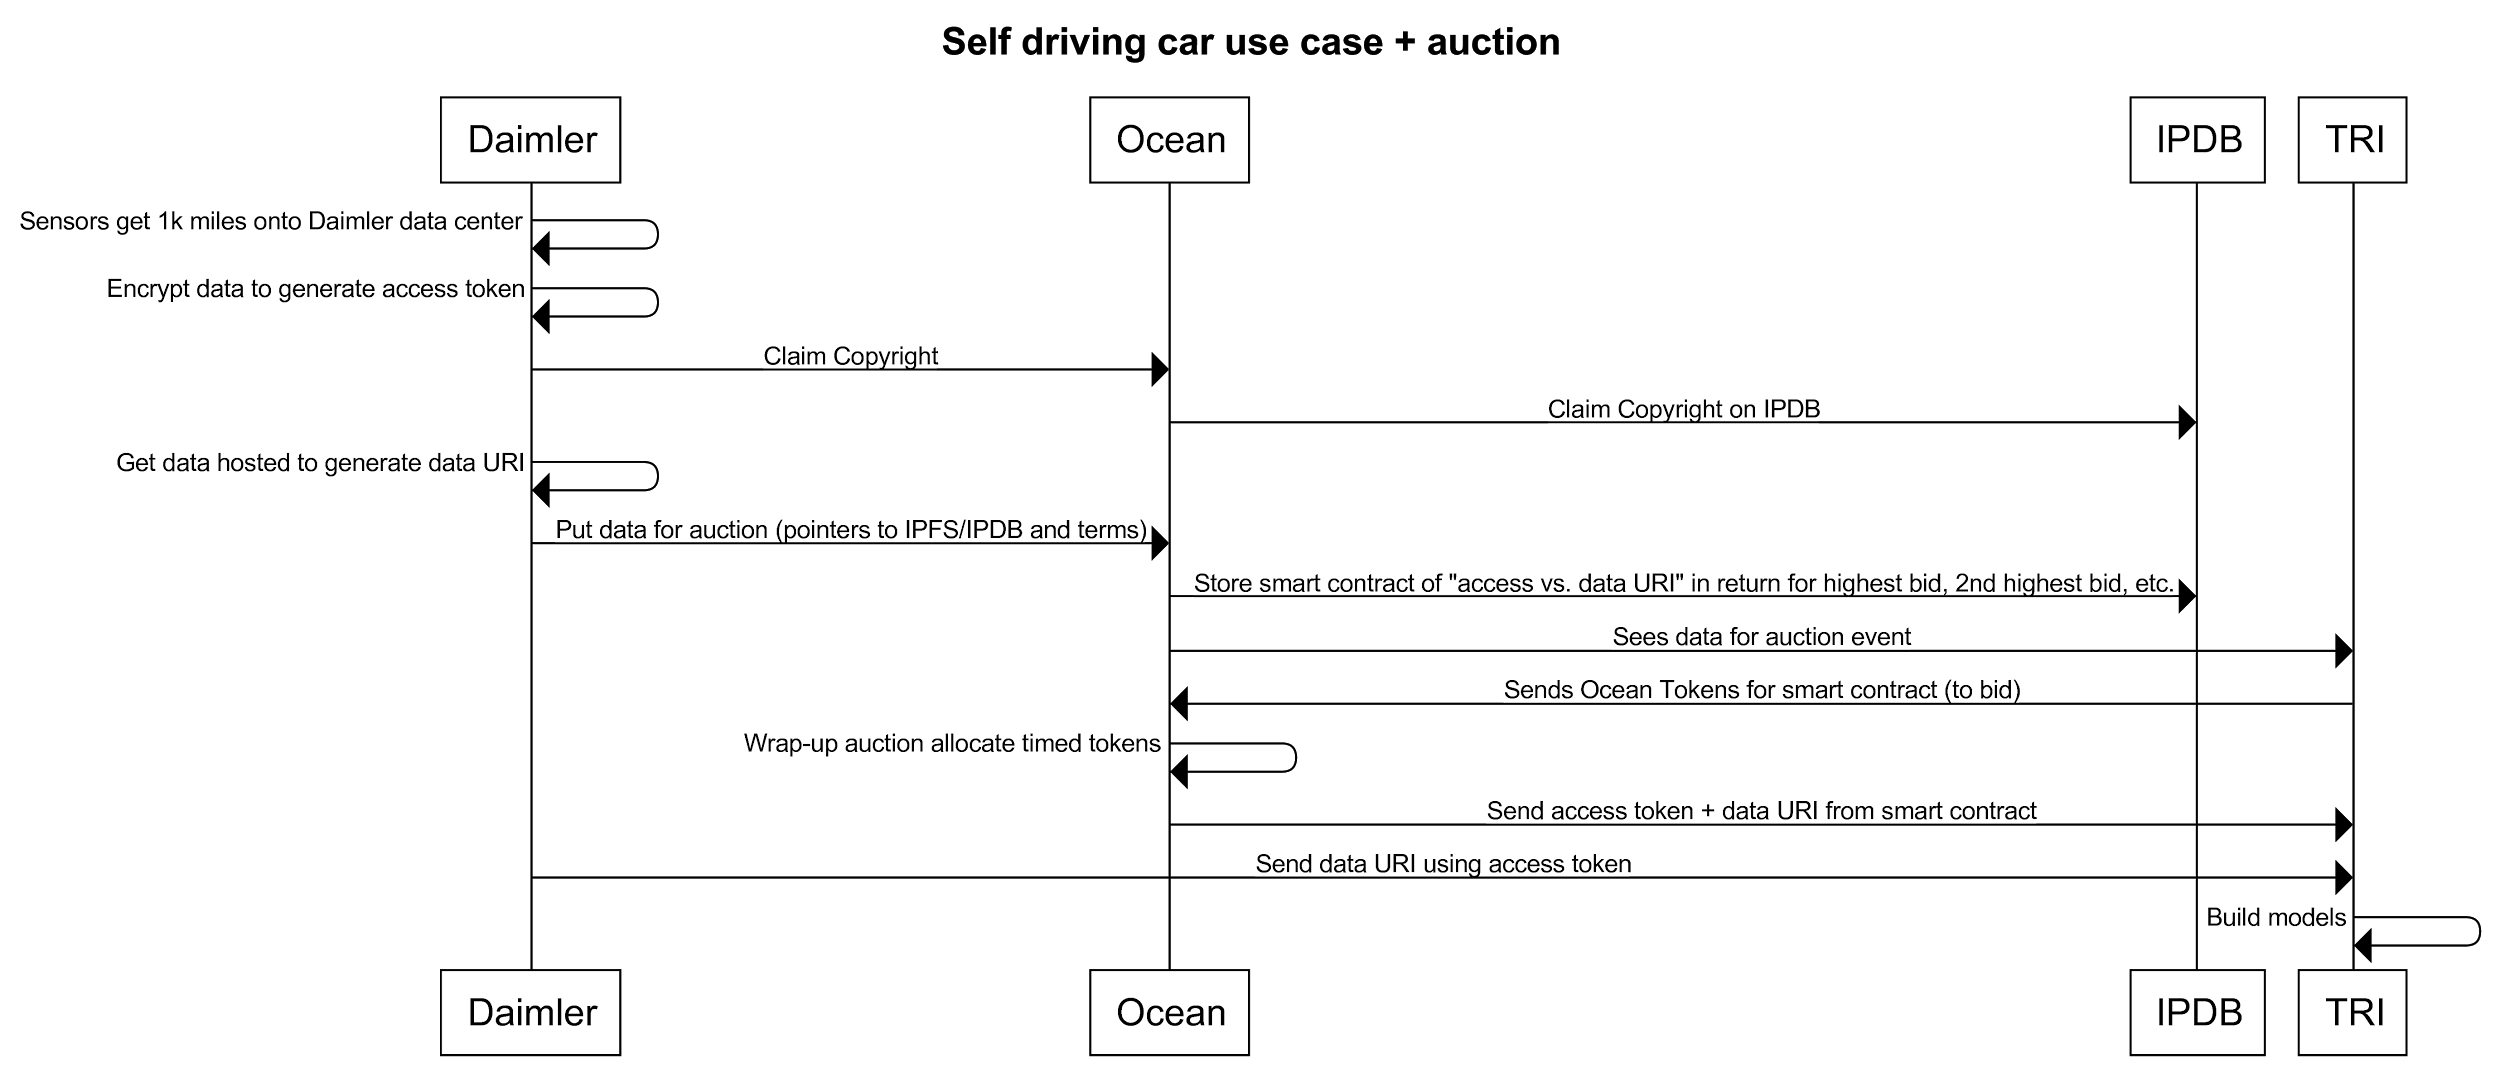 Self driving car use case + auction
Daimler
Ocean
IPDB
TRI
Sensors get 1k miles onto Daimler data center
Encrypt data to generate access token
Claim Copyright
Claim Copyright on IPDB
Get data hosted to generate data URI
Put data for auction (pointers to IPFS/IPDB and terms)
Store smart contract of "access vs. data URI" in return for highest bid, 2nd highest bid, etc.
Sees data for auction event
Sends Ocean Tokens for smart contract (to bid)
Wrap-up auction allocate timed tokens
Send access token + data URI from smart contract
Send data URI using access token
Build models
Daimler
Ocean
IPDB
TRI